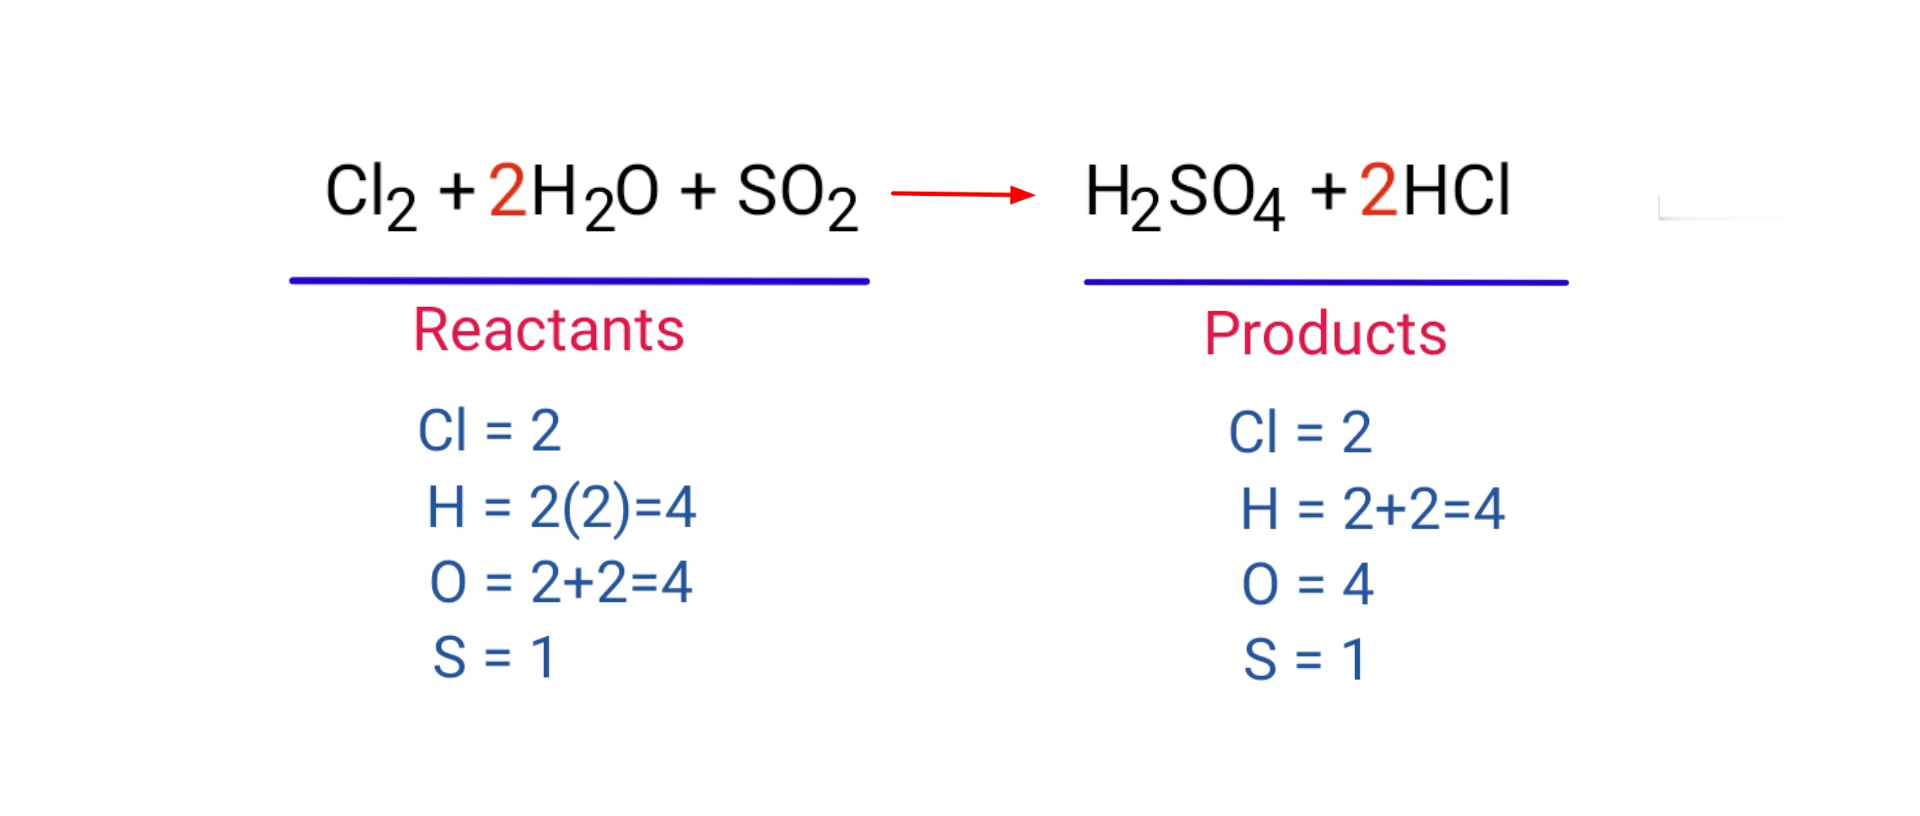 Cl₂ + 2H₂O + SO₂ → H₂SO₄ + 2HCl
Reactants
Products
Cl = 2
Cl = 2
H = 2(2)=4
H = 2+2=4
O = 2+2=4
O = 4
S = 1
S = 1